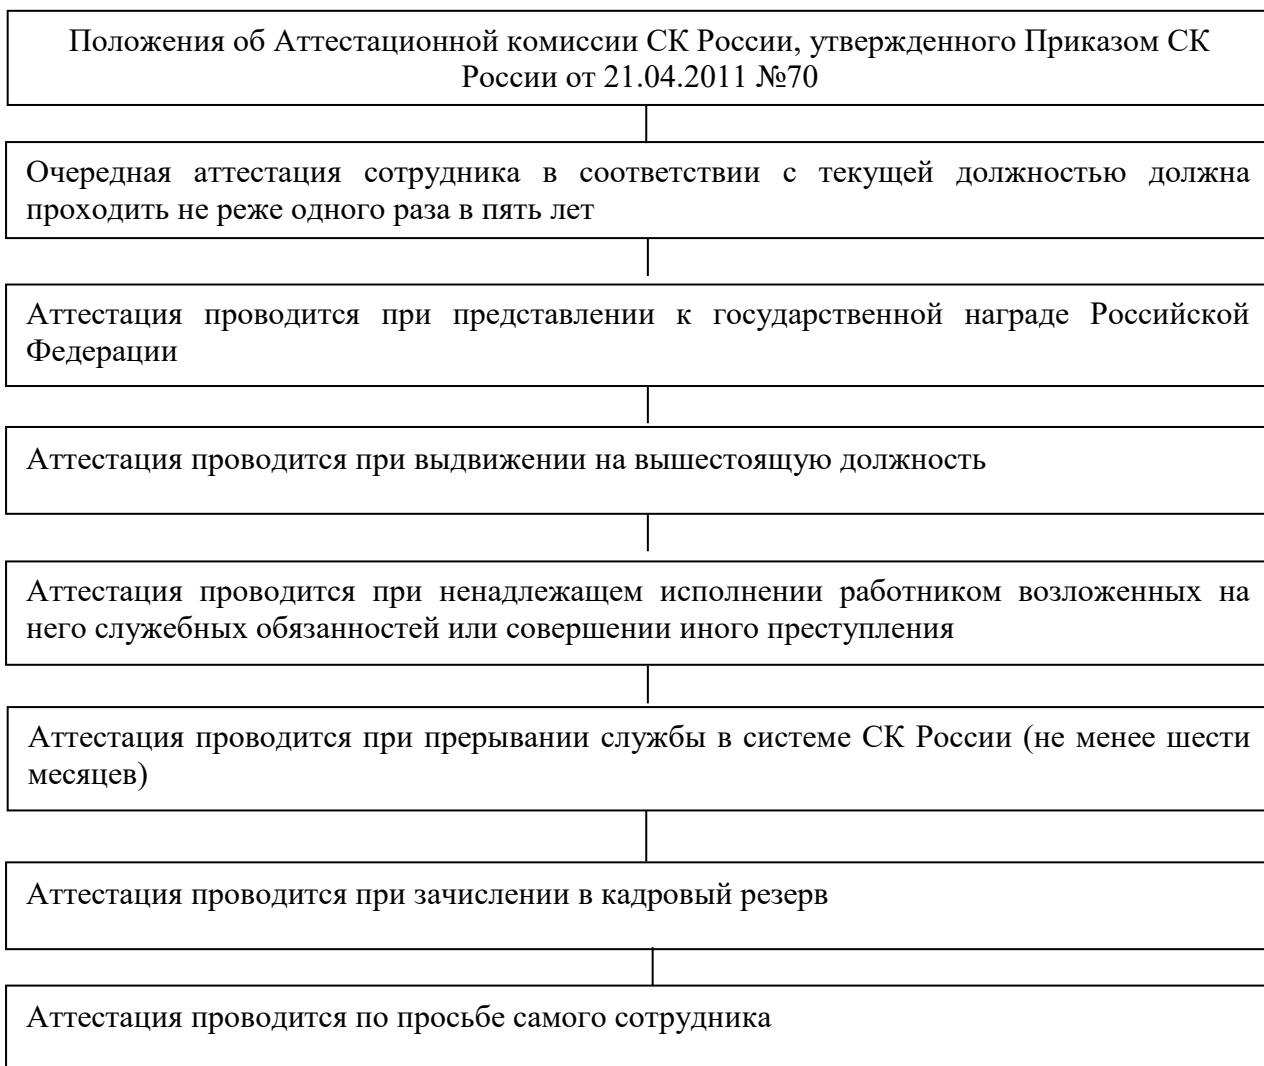 Положения об Аттестационной комиссии СК России, утвержденного Приказом СК
России от 21.04.2011 №70
Очередная аттестация сотрудника в соответствии с текущей должностью должна
проходить не реже одного раза в пять лет
Аттестация проводится при представлении к государственной награде Российской
Федерации
Аттестация проводится при выдвижении на вышестоящую должность
Аттестация проводится при ненадлежащем исполнении работником возложенных на
него служебных обязанностей или совершении иного преступления
Аттестация проводится при прерывании службы в системе СК России (не менее шести
месяцев)
Аттестация проводится при зачислении в кадровый резерв
Аттестация проводится по просьбе самого сотрудника